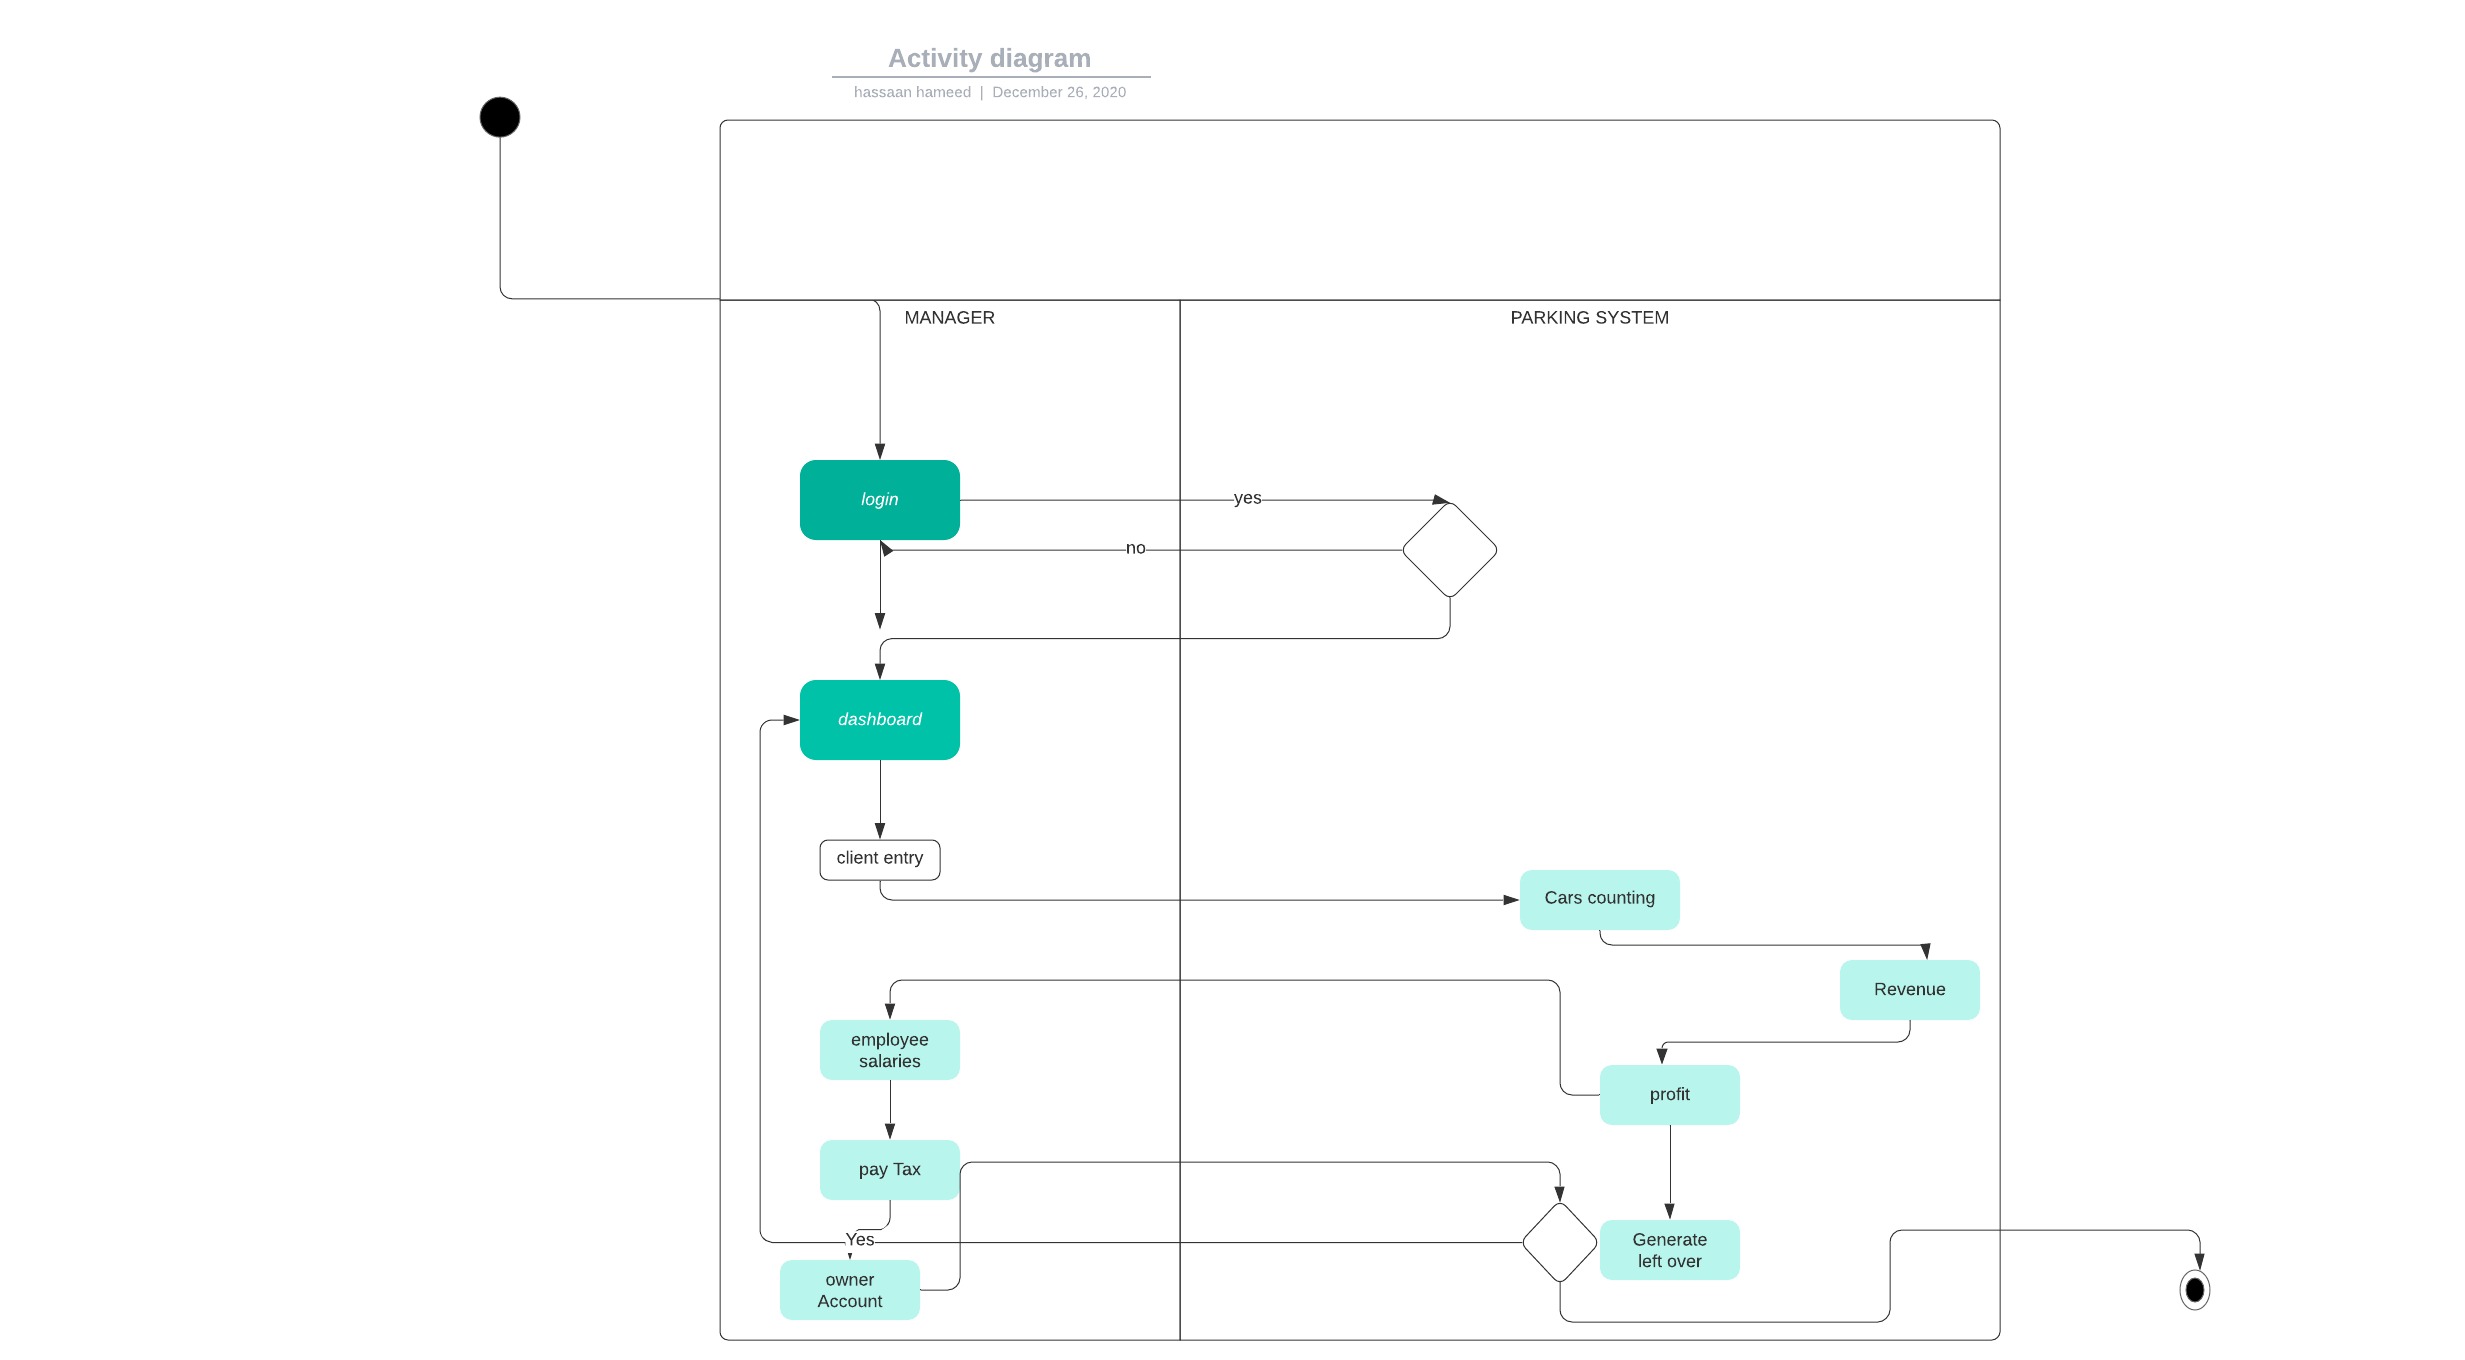 Activity diagram
hassaan hameed | December 26, 2020
MANAGER
PARKING SYSTEM
login
yes
no
dashboard
client entry
Cars counting
Revenue
employee
salaries
profit
pay Tax
Yes
Generate
left over
owner
Account